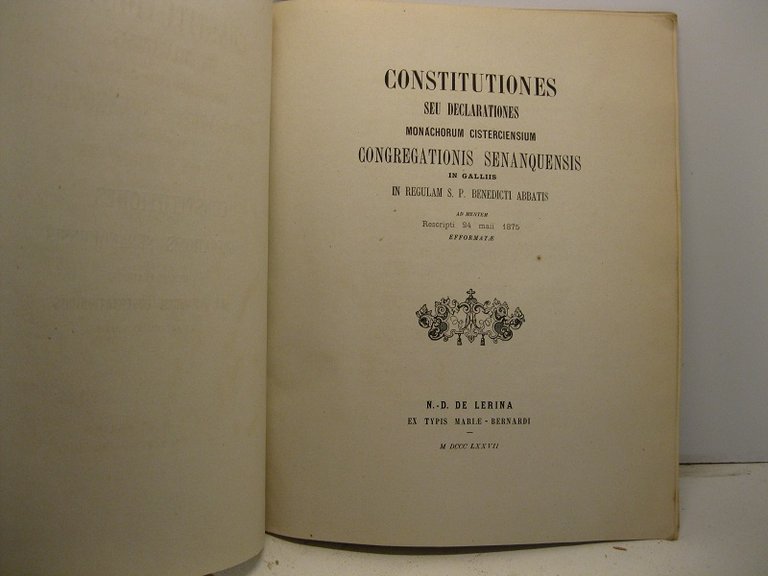 CONSTITUTIONES
SEU DECLARATIONES
MONACHORUM CISTERCIENSIUM
CONGREGATIONIS SENANQUENSIS
IN GALLIIS
IN REGULAM S. P. BENEDICTI ABBATIS
AD MENTEM
Rescripti 24 maii 1875
EFFORMATÆ
N.-D. DE LERINA
EX TYPIS MARIÆ-BERNARDI
M DCCC LXXVII